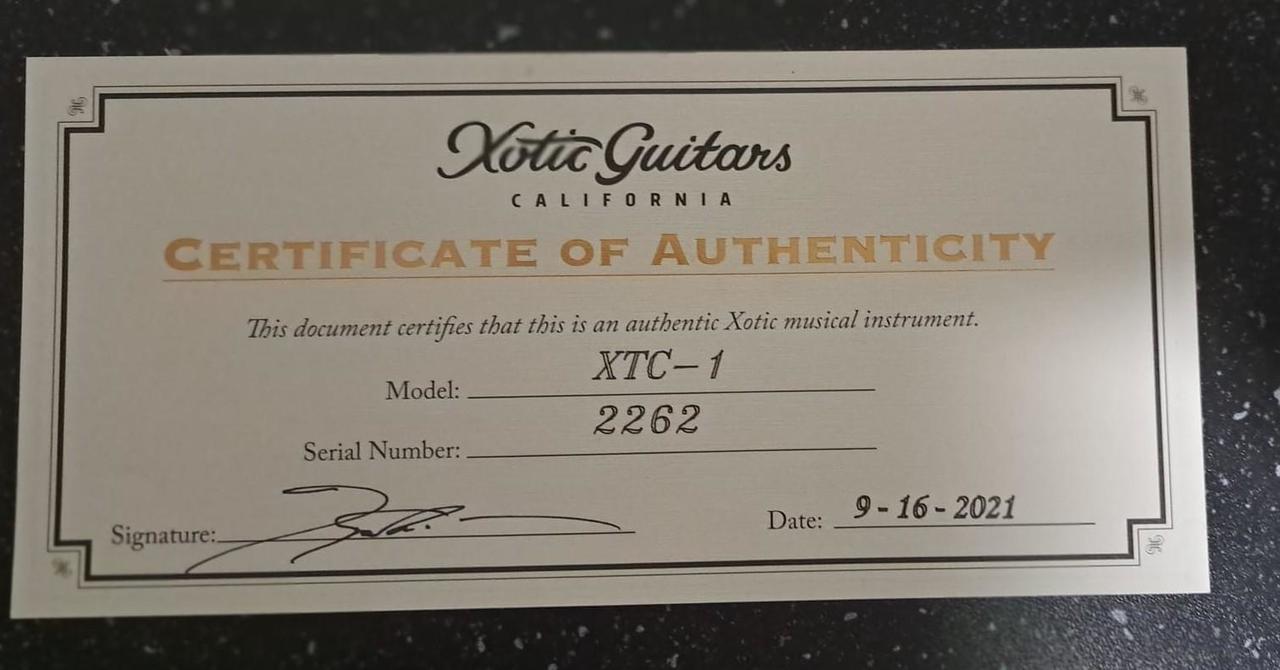 Xotic Guitars
CALIFORNIA
CERTIFICATE OF AUTHENTICITY
This document certifies that this is an authentic Xotic musical instrument.
Model: XTC-1
Serial Number: 2262
Signature:
Date: 9-16-2021